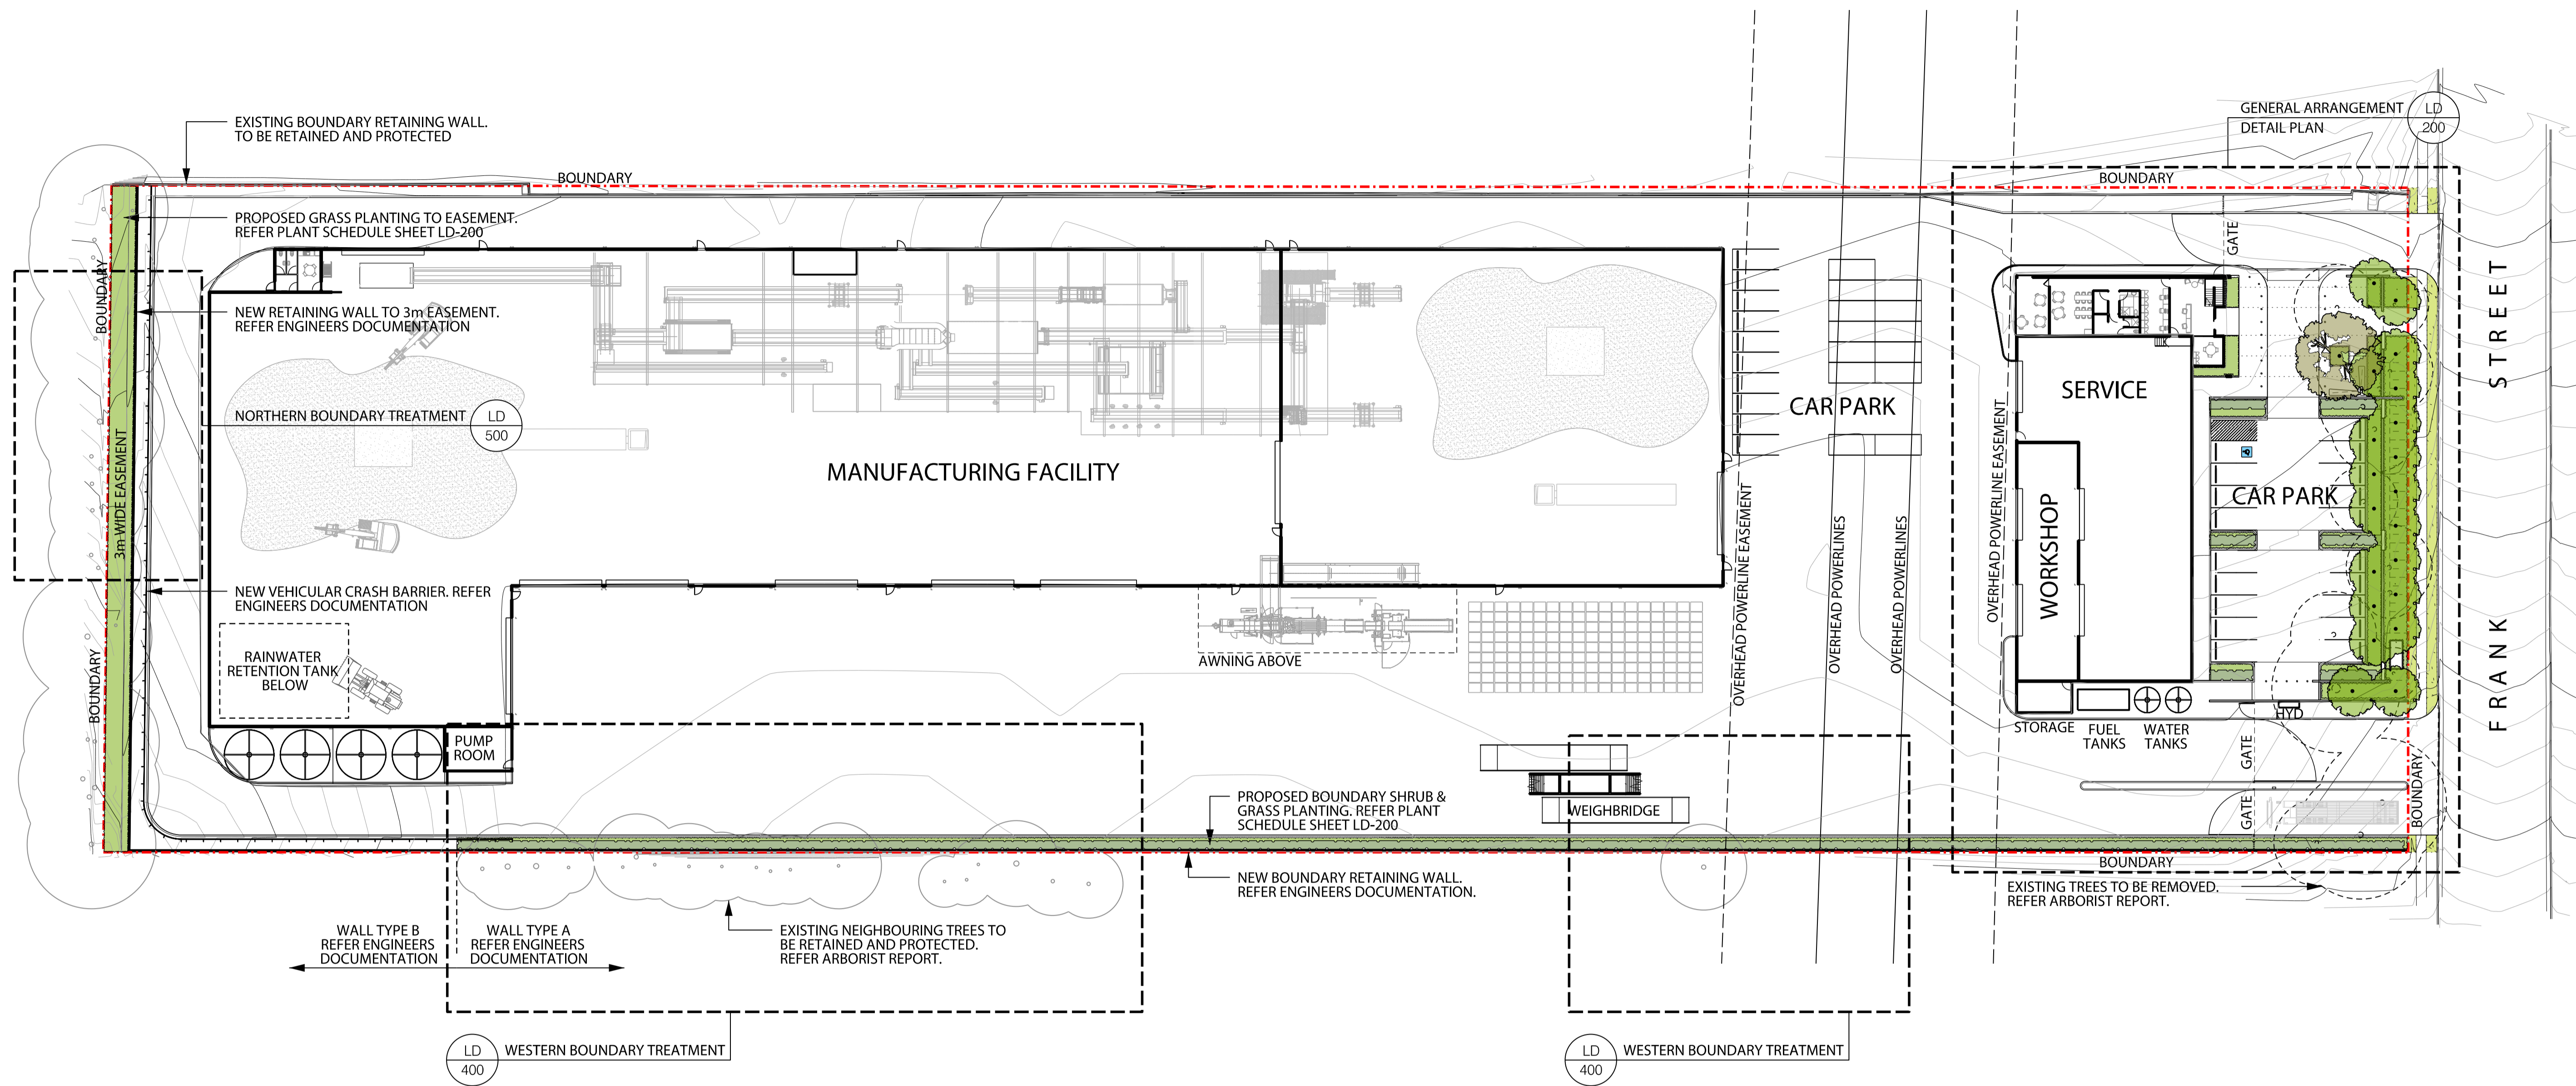 GENERAL ARRANGEMENT
DETAIL PLAN
LD
200
EXISTING BOUNDARY RETAINING WALL.
TO BE RETAINED AND PROTECTED
BOUNDARY
BOUNDARY
PROPOSED GRASS PLANTING TO EASEMENT.
REFER PLANT SCHEDULE SHEET LD-200
GATE
BOUNDARY
NEW RETAINING WALL TO 3m EASEMENT.
REFER ENGINEERS DOCUMENTATION
NORTHERN BOUNDARY TREATMENT
LD
500
3m WIDE EASEMENT
MANUFACTURING FACILITY
CAR PARK
SERVICE
WORKSHOP
CAR PARK
FRANK STREET
OVERHEAD POWERLINE EASEMENT
OVERHEAD POWERLINES
OVERHEAD POWERLINES
OVERHEAD POWERLINE EASEMENT
NEW VEHICULAR CRASH BARRIER. REFER
ENGINEERS DOCUMENTATION
BOUNDARY
RAINWATER
RETENTION TANK
BELOW
AWNING ABOVE
PUMP
ROOM
STORAGE
FUEL
TANKS
WATER
TANKS
HYD
GATE
GATE
BOUNDARY
WEIGHBRIDGE
PROPOSED BOUNDARY SHRUB &
GRASS PLANTING. REFER PLANT
SCHEDULE SHEET LD-200
BOUNDARY
NEW BOUNDARY RETAINING WALL.
REFER ENGINEERS DOCUMENTATION.
EXISTING TREES TO BE REMOVED.
REFER ARBORIST REPORT.
WALL TYPE B
REFER ENGINEERS
DOCUMENTATION
WALL TYPE A
REFER ENGINEERS
DOCUMENTATION
EXISTING NEIGHBOURING TREES TO
BE RETAINED AND PROTECTED.
REFER ARBORIST REPORT.
LD
400
WESTERN BOUNDARY TREATMENT
LD
400
WESTERN BOUNDARY TREATMENT